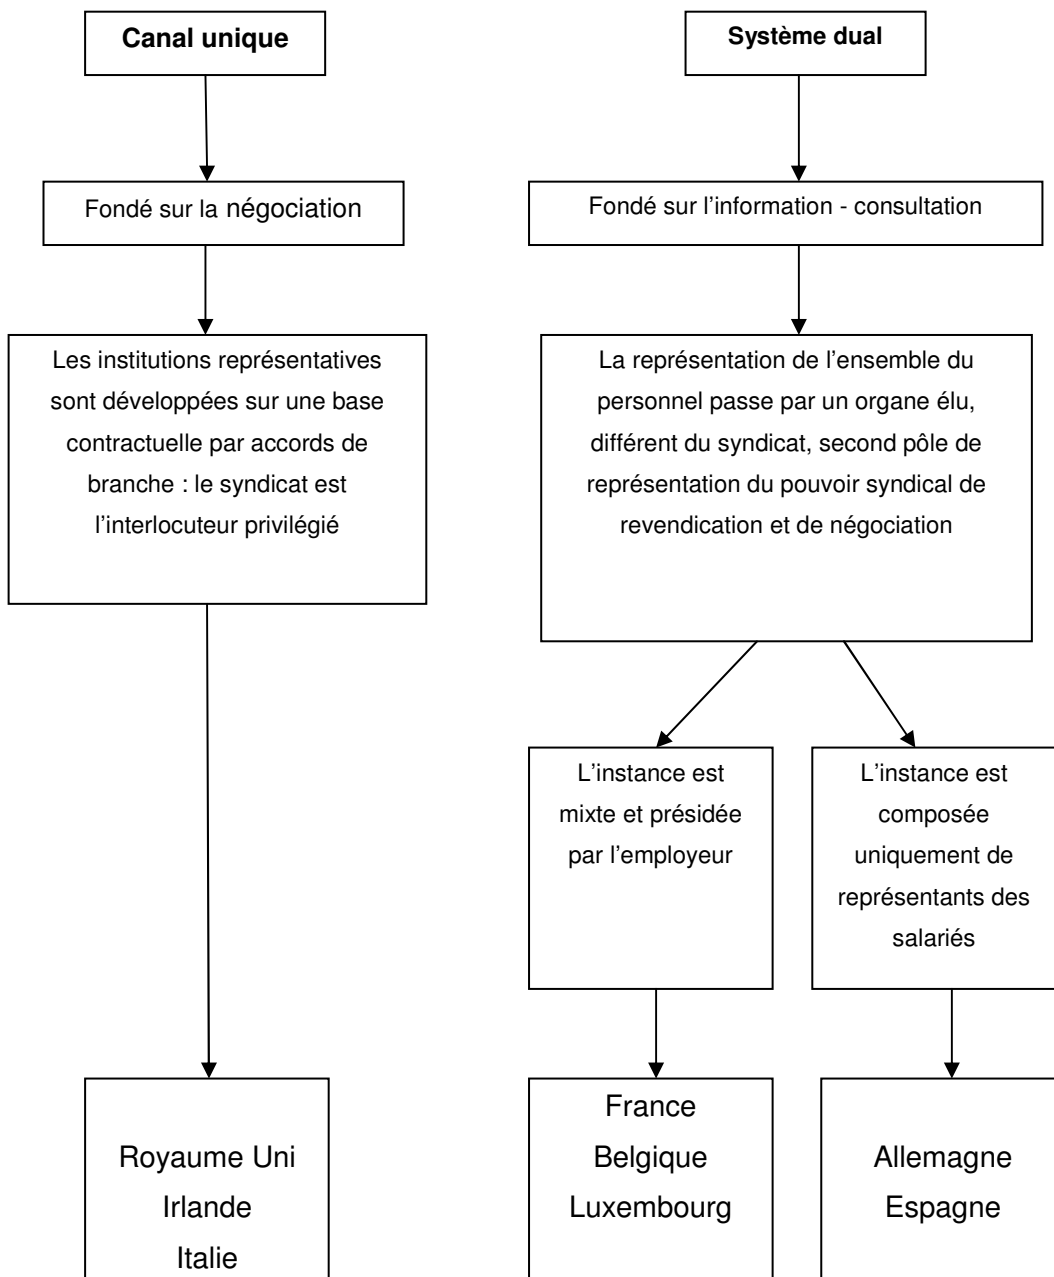 Canal unique
Fondé sur la négociation
Les institutions représentatives
sont développées sur une base
contractuelle par accords de
branche : le syndicat est
l’interlocuteur privilégié
Royaume Uni
Irlande
Italie
Système dual
Fondé sur l’information - consultation
La représentation de l’ensemble du
personnel passe par un organe élu,
différent du syndicat, second pôle de
représentation du pouvoir syndical de
revendication et de négociation
L’instance est
mixte et présidée
par l’employeur
France
Belgique
Luxembourg
L’instance est
composée
uniquement de
représentants des
salariés
Allemagne
Espagne